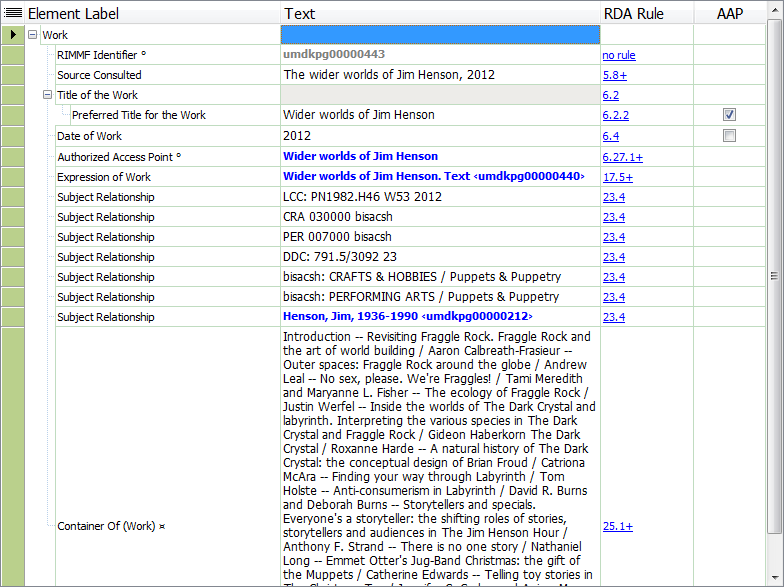 Element Label Text RDA Rule AAP
Work
RIMMF Identifier ° umdkpg00000443 no rule
Source Consulted The wider worlds of Jim Henson, 2012 5.8+
Title of the Work 6.2
Preferred Title for the Work Wider worlds of Jim Henson 6.2.2
Date of Work 2012 6.4
Authorized Access Point ° Wider worlds of Jim Henson 6.27.1+
Expression of Work Wider worlds of Jim Henson. Text <umdkpg00000440> 17.5+
Subject Relationship LCC: PN1982.H46 W53 2012 23.4
Subject Relationship CRA 030000 bisacsh 23.4
Subject Relationship PER 007000 bisacsh 23.4
Subject Relationship DDC: 791.5/3092 23 23.4
Subject Relationship bisacsh: CRAFTS & HOBBIES / Puppets & Puppetry 23.4
Subject Relationship bisacsh: PERFORMING ARTS / Puppets & Puppetry 23.4
Subject Relationship Henson, Jim, 1936-1990 <umdkpg00000212> 23.4
Introduction -- Revisiting Fraggle Rock. Fraggle Rock and
the art of world building / Aaron Calbreath-Frasieur --
Outer spaces: Fraggle Rock around the globe / Andrew
Leal -- No sex, please. We're Fraggles! / Tami Meredith
and Maryanne L. Fisher -- The ecology of Fraggle Rock /
Justin Werfel -- Inside the worlds of The Dark Crystal and
labyrinth. Interpreting the various species in The Dark
Crystal and Fraggle Rock / Gideon Haberkorn The Dark
Crystal / Roxanne Harde -- A natural history of The Dark
Crystal: the conceptual design of Brian Froud / Catriona
McAra -- Finding your way through Labyrinth / Tom
Holste -- Anti-consumerism in Labyrinth / David R. Burns
and Deborah Burns -- Storytellers and specials.
Container Of (Work) ¤ Everyone's a storyteller: the shifting roles of stories, 25.1+
storytellers and audiences in The Jim Henson Hour /
Anthony F. Strand -- There is no one story / Nathaniel
Long -- Emmet Otter's Jug-Band Christmas: the gift of
the Muppets / Catherine Edwards -- Telling toy stories in